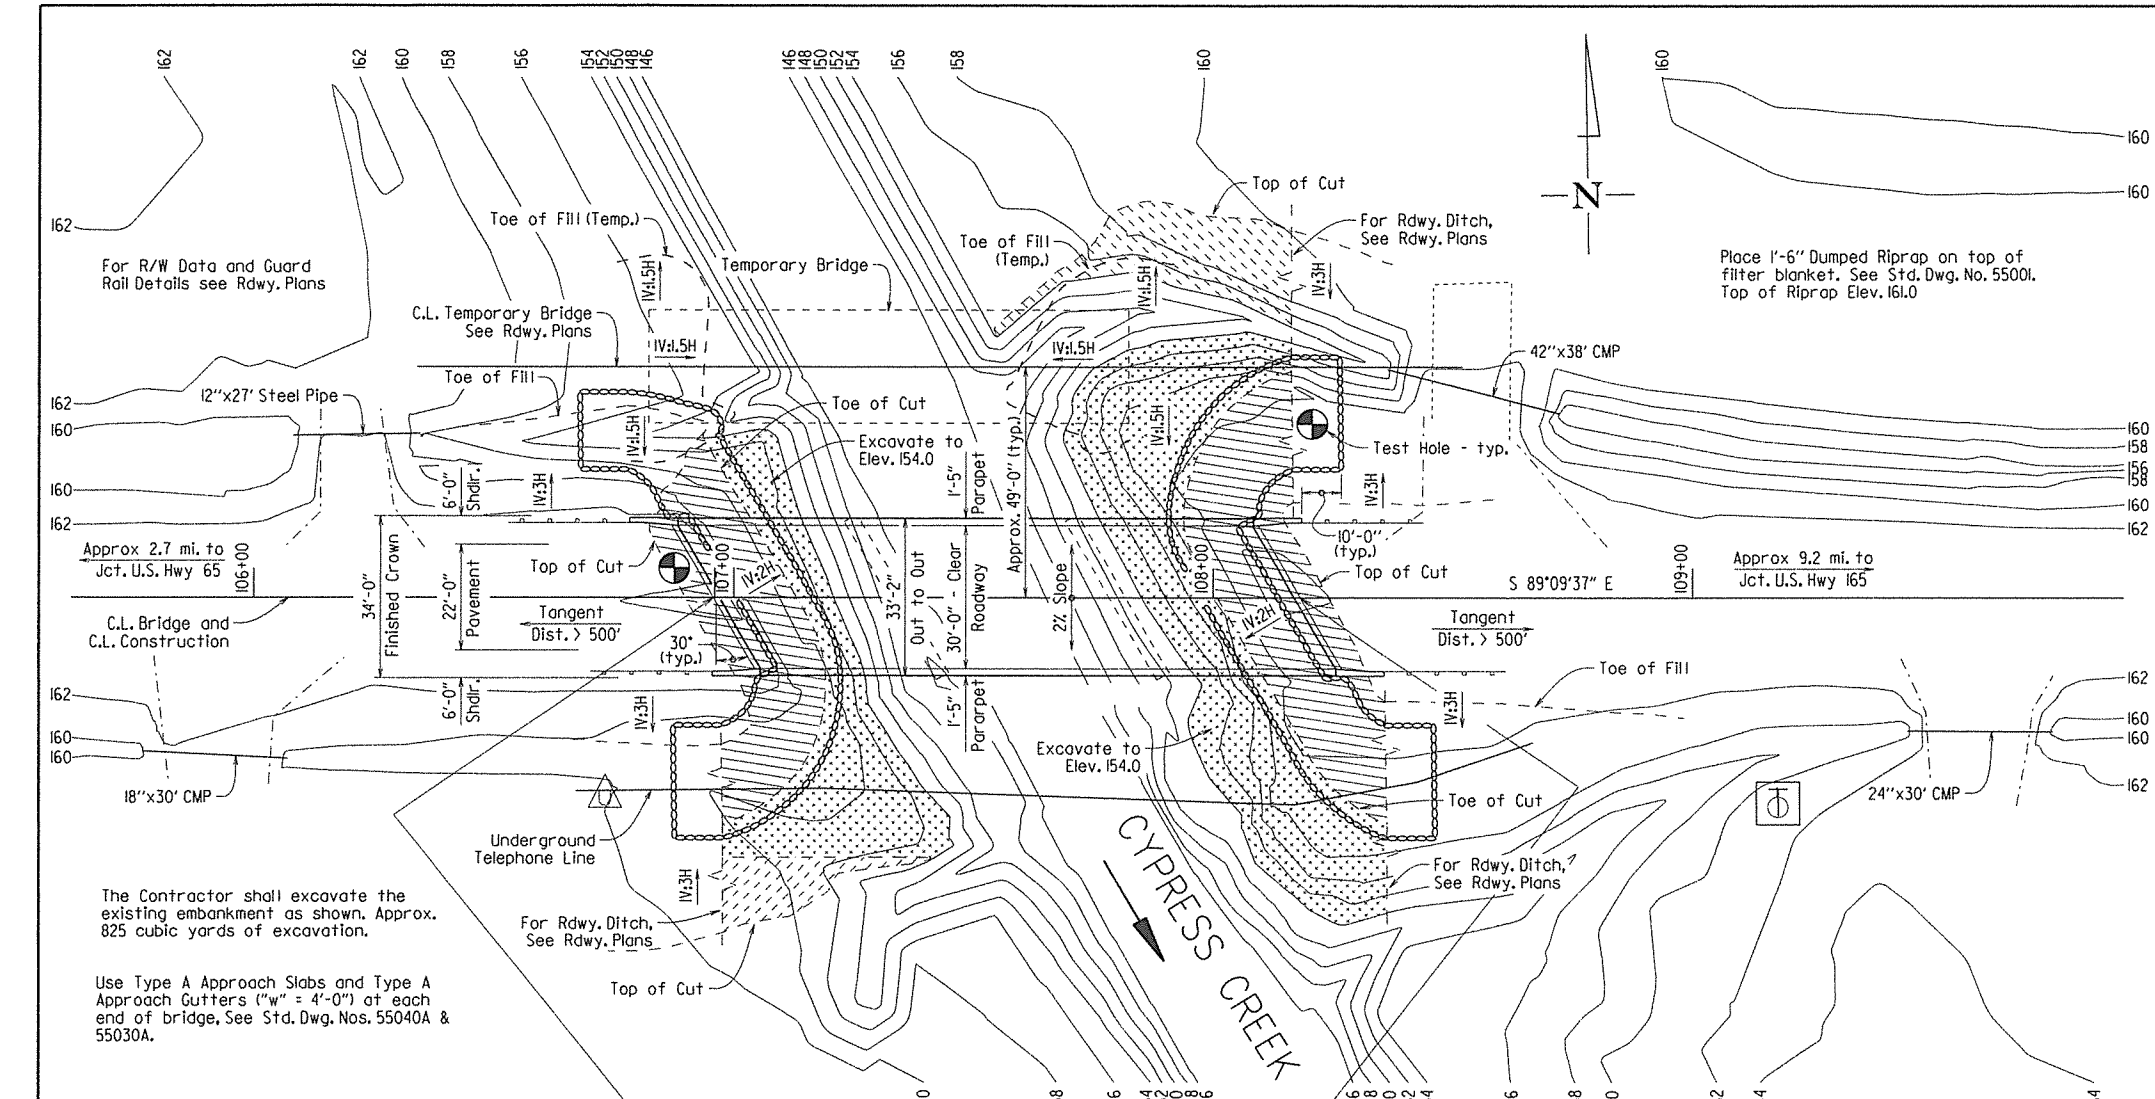 162
162
160
158
156
154
152
150
148
146
146
148
150
152
154
156
158
160
160
160
160
162
Top of Cut
Toe of Fill (Temp.)
For Rdwy. Ditch,
See Rdwy. Plans
Toe of Fill
(Temp.)
N
For R/W Data and Guard
Rail Details see Rdwy. Plans
Temporary Bridge
1V:1.5H
1V:1.5H
1V:3H
Place 1'-6" Dumped Riprap on top of
filter blanket. See Std. Dwg. No. 55001.
Top of Riprap Elev. 161.0
C.L. Temporary Bridge
See Rdwy. Plans
1V:1.5H
1V:1.5H
42"x38' CMP
Toe of Fill
12"x27' Steel Pipe
Toe of Cut
162
160
160
162
1V:1.5H
Excavate to
Elev. 154.0
1V:1.5H
Test Hole - typ.
160
158
156
158
160
162
6'-0"
Shdlr.
1V:3H
1'-5"
Parapet
Approx. 49'-0" (typ.)
1V:3H
10'-0"
(typ.)
Approx 2.7 mi. to
Jct. U.S. Hwy 65
106+00
34'-0"
Finished Crown
22'-0"
Pavement
Top of Cut
107+00
1V:2H
33'-2"
Out to Out
30'-0" - Clear
Roadway
2% Slope
108+00
1V:2H
Top of Cut
S 89°09'37" E
109+00
Approx 9.2 mi. to
Jct. U.S. Hwy 165
C.L. Bridge and
C.L. Construction
Tangent
Dist. > 500'
30°
(typ.)
Tangent
Dist. > 500'
Toe of Fill
162
160
160
6'-0"
Shdlr.
1V:3H
1'-5"
Pararpet
1V:3H
162
160
160
162
Excavate to
Elev. 154.0
18"x30' CMP
Toe of Cut
24"x30' CMP
Underground
Telephone Line
CYPRESS CREEK
The Contractor shall excavate the
existing embankment as shown. Approx.
825 cubic yards of excavation.
1V:3H
For Rdwy. Ditch,
See Rdwy. Plans
For Rdwy. Ditch,
See Rdwy. Plans
Top of Cut
Use Type A Approach Slabs and Type A
Approach Gutters ("w" = 4'-0") at each
end of bridge. See Std. Dwg. Nos. 55040A &
55030A.